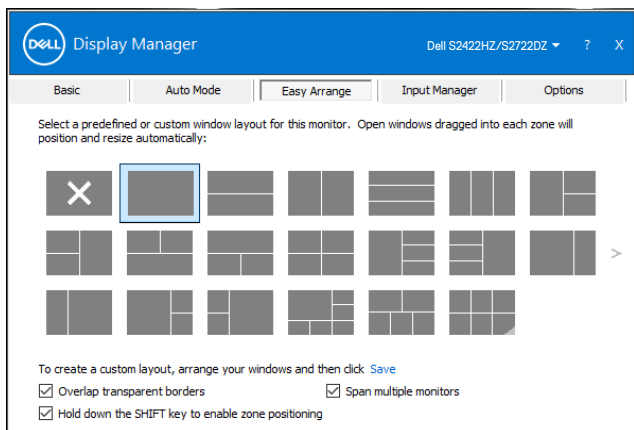 DELL Display Manager Dell S2422HZ/S2722DZ ? X
Basic Auto Mode Easy Arrange Input Manager Options
Select a predefined or custom window layout for this monitor. Open windows dragged into each zone will
position and resize automatically:
>
To create a custom layout, arrange your windows and then click Save
Overlap transparent borders Span multiple monitors
Hold down the SHIFT key to enable zone positioning